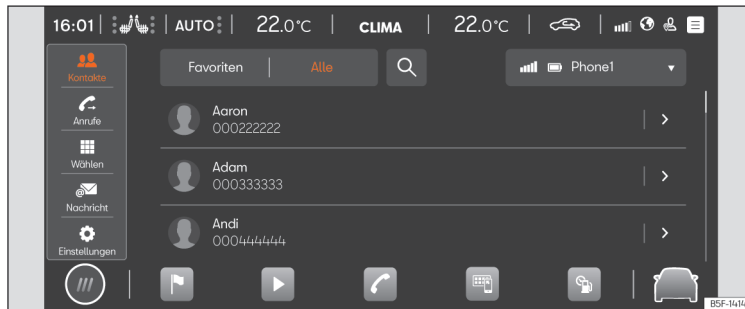 16:01 AUTO 22.0°C CLIMA 22.0°C
Kontakte
Anrufe
Wählen
@
Nachricht
Einstellungen
Favoriten Alle Phone1
Aaron
000222222
Adam
000333333
Andi
000444444
B5F-1414